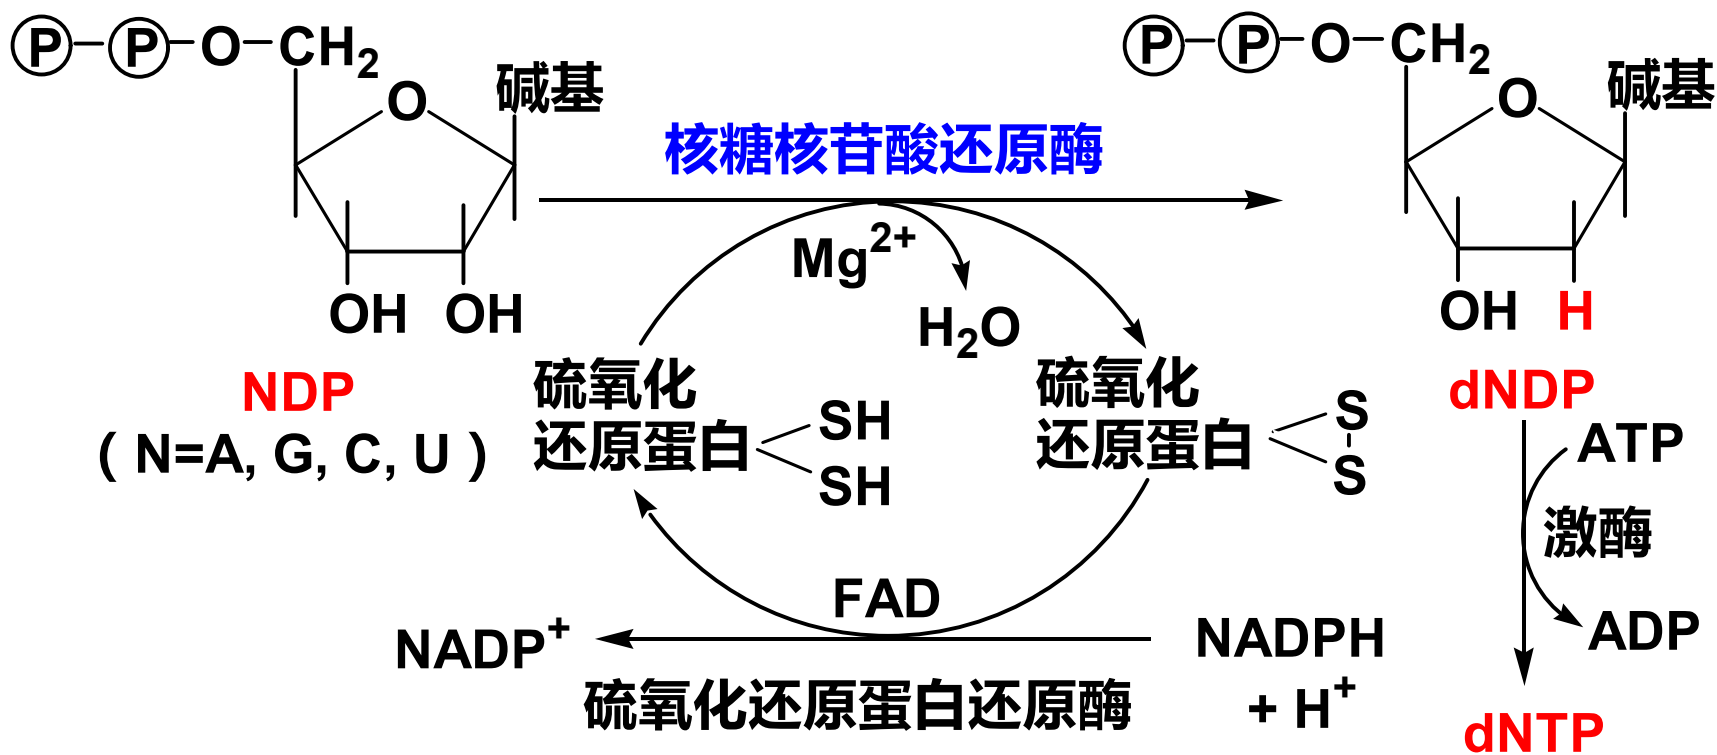 P-P-O-CH₂
O
碱基
OH OH
NDP
( N=A, G, C, U )
核糖核苷酸还原酶
Mg²⁺
H₂O
P-P-O-CH₂
O
碱基
OH H
dNDP
硫氧化
还原蛋白
SH
SH
硫氧化
还原蛋白
S
S
ATP
激酶
ADP
FAD
NADP⁺
NADPH
+ H⁺
硫氧化还原蛋白还原酶
dNTP